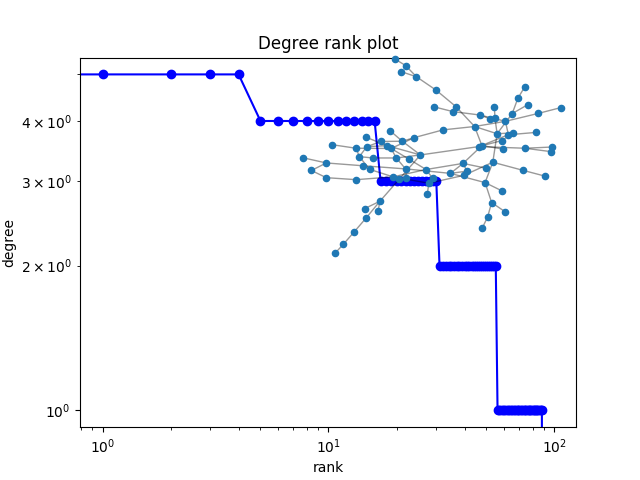 Degree rank plot
degree
4 × 10⁰
3 × 10⁰
2 × 10⁰
10⁰
10⁰
10¹
10²
rank